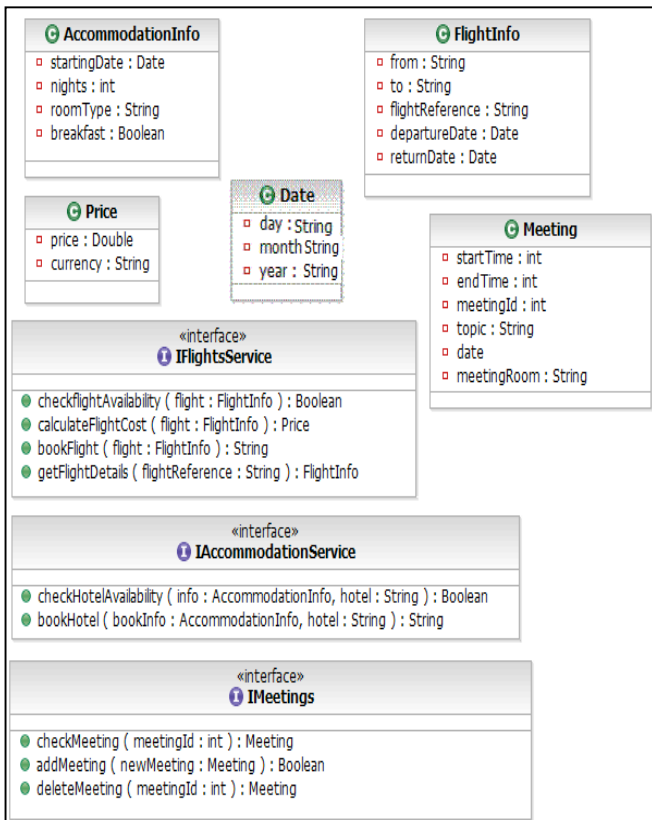 AccommodationInfo
startingDate : Date
nights : int
roomType : String
breakfast : Boolean
FlightInfo
from : String
to : String
flightReference : String
departureDate : Date
returnDate : Date
Price
price : Double
currency : String
Date
day : String
month String
year : String
Meeting
startTime : int
endTime : int
meetingId : int
topic : String
date
meetingRoom : String
«interface»
IFlightsService
checkflightAvailability ( flight : FlightInfo ) : Boolean
calculateFlightCost ( flight : FlightInfo ) : Price
bookFlight ( flight : FlightInfo ) : String
getFlightDetails ( flightReference : String ) : FlightInfo
«interface»
IAccommodationService
checkHotelAvailability ( info : AccommodationInfo, hotel : String ) : Boolean
bookHotel ( bookInfo : AccommodationInfo, hotel : String ) : String
«interface»
IMeetings
checkMeeting ( meetingId : int ) : Meeting
addMeeting ( newMeeting : Meeting ) : Boolean
deleteMeeting ( meetingId : int ) : Meeting